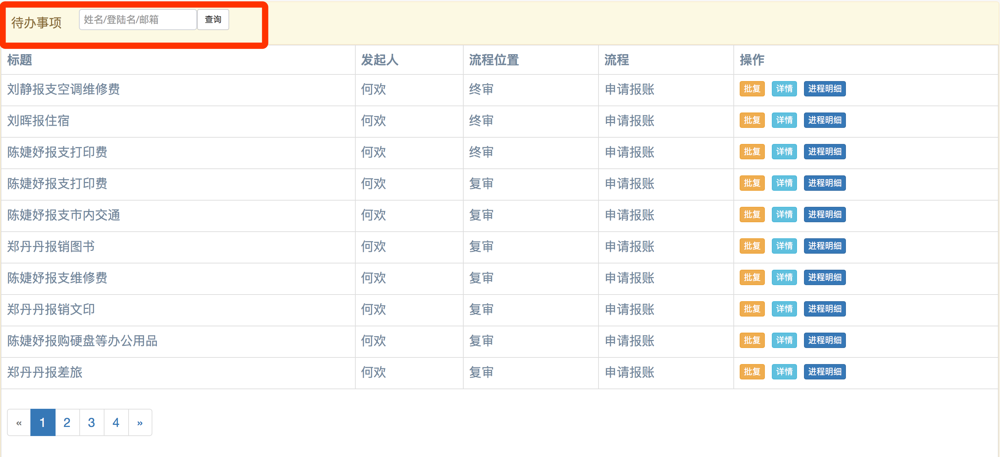 待办事项 姓名/登陆名/邮箱 查询
标题 发起人 流程位置 流程 操作
刘静报支空调维修费 何欢 终审 申请报账 批复 详情 进程明细
刘晖报住宿 何欢 终审 申请报账 批复 详情 进程明细
陈婕妤报支打印费 何欢 终审 申请报账 批复 详情 进程明细
陈婕妤报支打印费 何欢 复审 申请报账 批复 详情 进程明细
陈婕妤报支市内交通 何欢 复审 申请报账 批复 详情 进程明细
郑丹丹报销图书 何欢 复审 申请报账 批复 详情 进程明细
陈婕妤报支维修费 何欢 复审 申请报账 批复 详情 进程明细
郑丹丹报销文印 何欢 复审 申请报账 批复 详情 进程明细
陈婕妤报购硬盘等办公用品 何欢 复审 申请报账 批复 详情 进程明细
郑丹丹报差旅 何欢 复审 申请报账 批复 详情 进程明细
« 1 2 3 4 »